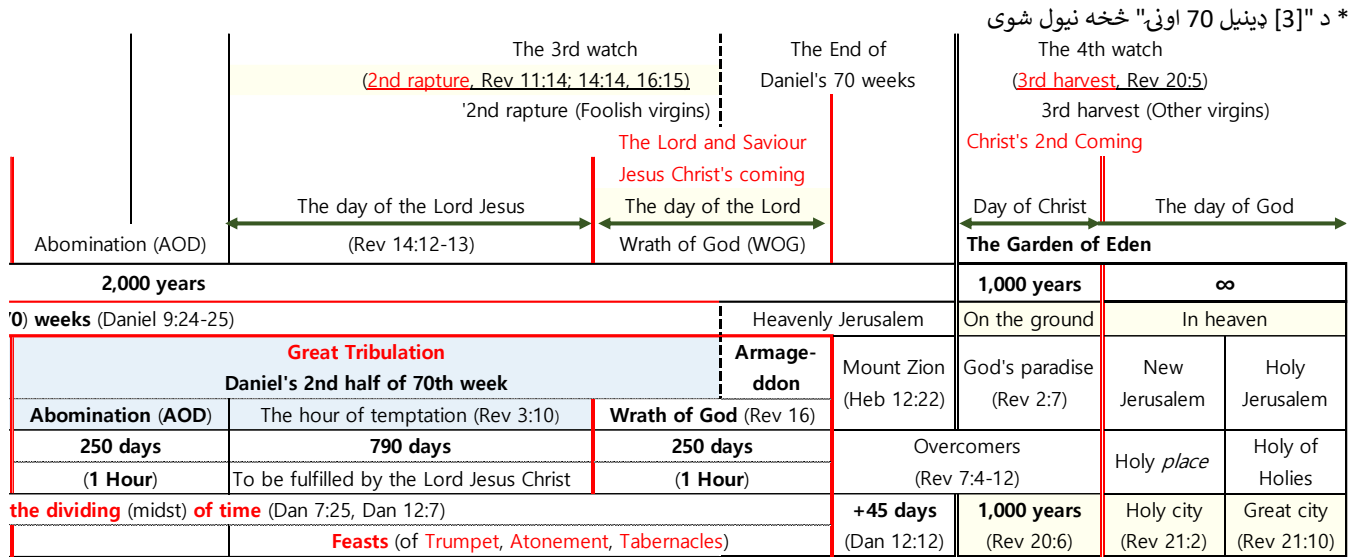 * د "[3] ډینیل 70 اونۍ" څخه نیول شوی
The 3rd watch
The End of
The 4th watch
(2nd rapture, Rev 11:14; 14:14, 16:15)
Daniel's 70 weeks
(3rd harvest, Rev 20:5)
'2nd rapture (Foolish virgins)
3rd harvest (Other virgins)
The Lord and Saviour
Christ's 2nd Coming
Jesus Christ's coming
The day of the Lord Jesus
The day of the Lord
Day of Christ
The day of God
Abomination (AOD)
(Rev 14:12-13)
Wrath of God (WOG)
The Garden of Eden
2,000 years
1,000 years
∞
0) weeks (Daniel 9:24-25)
Heavenly Jerusalem
On the ground
In heaven
Great Tribulation
Daniel's 2nd half of 70th week
Armage-
ddon
Mount Zion
(Heb 12:22)
God's paradise
(Rev 2:7)
New
Jerusalem
Holy
Jerusalem
Abomination (AOD)
The hour of temptation (Rev 3:10)
Wrath of God (Rev 16)
250 days
790 days
250 days
Overcomers
(Rev 7:4-12)
Holy place
Holy of
Holies
(1 Hour)
To be fulfilled by the Lord Jesus Christ
(1 Hour)
the dividing (midst) of time (Dan 7:25, Dan 12:7)
+45 days
1,000 years
Holy city
Great city
Feasts (of Trumpet, Atonement, Tabernacles)
(Dan 12:12)
(Rev 20:6)
(Rev 21:2)
(Rev 21:10)